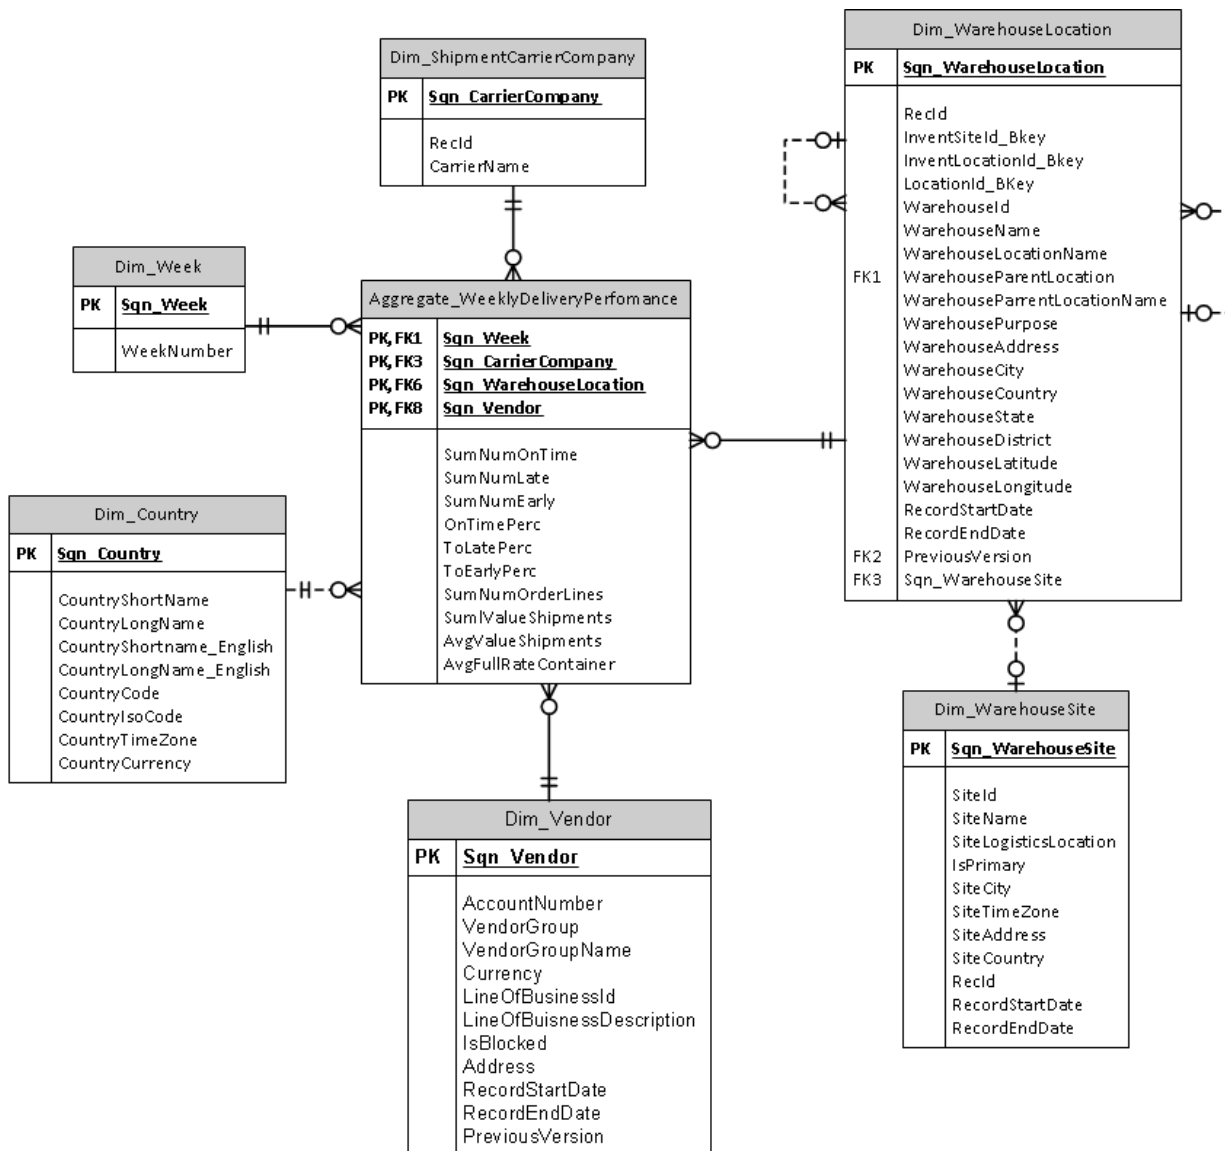 Dim_ShipmentCarrierCompany
PK Sqn_CarrierCompany
RecId
CarrierName
Dim_WarehouseLocation
PK Sqn_WarehouseLocation
RecId
InventSiteId_Bkey
InventLocationId_Bkey
LocationId_BKey
WarehouseId
WarehouseName
WarehouseLocationName
FK1 WarehouseParentLocation
WarehouseParrentLocationName
WarehousePurpose
WarehouseAddress
WarehouseCity
WarehouseCountry
WarehouseState
WarehouseDistrict
WarehouseLatitude
WarehouseLongitude
RecordStartDate
RecordEndDate
FK2 PreviousVersion
FK3 Sqn_WarehouseSite
Dim_Week
PK Sqn_Week
WeekNumber
Aggregate_WeeklyDeliveryPerfomance
PK,FK1 Sqn_Week
PK,FK3 Sqn_CarrierCompany
PK,FK6 Sqn_WarehouseLocation
PK,FK8 Sqn_Vendor
SumNumOnTime
SumNumLate
SumNumEarly
OnTimePerc
ToLatePerc
ToEarlyPerc
SumNumOrderLines
SumlValueShipments
AvgValueShipments
AvgFullRateContainer
Dim_Country
PK Sqn_Country
CountryShortName
CountryLongName
CountryShortname_English
CountryLongName_English
CountryCode
CountryIsoCode
CountryTimeZone
CountryCurrency
Dim_WarehouseSite
PK Sqn_WarehouseSite
SiteId
SiteName
SiteLogisticsLocation
IsPrimary
SiteCity
SiteTimeZone
SiteAddress
SiteCountry
RecId
RecordStartDate
RecordEndDate
Dim_Vendor
PK Sqn_Vendor
AccountNumber
VendorGroup
VendorGroupName
Currency
LineOfBusinessId
LineOfBuisnessDescription
IsBlocked
Address
RecordStartDate
RecordEndDate
PreviousVersion